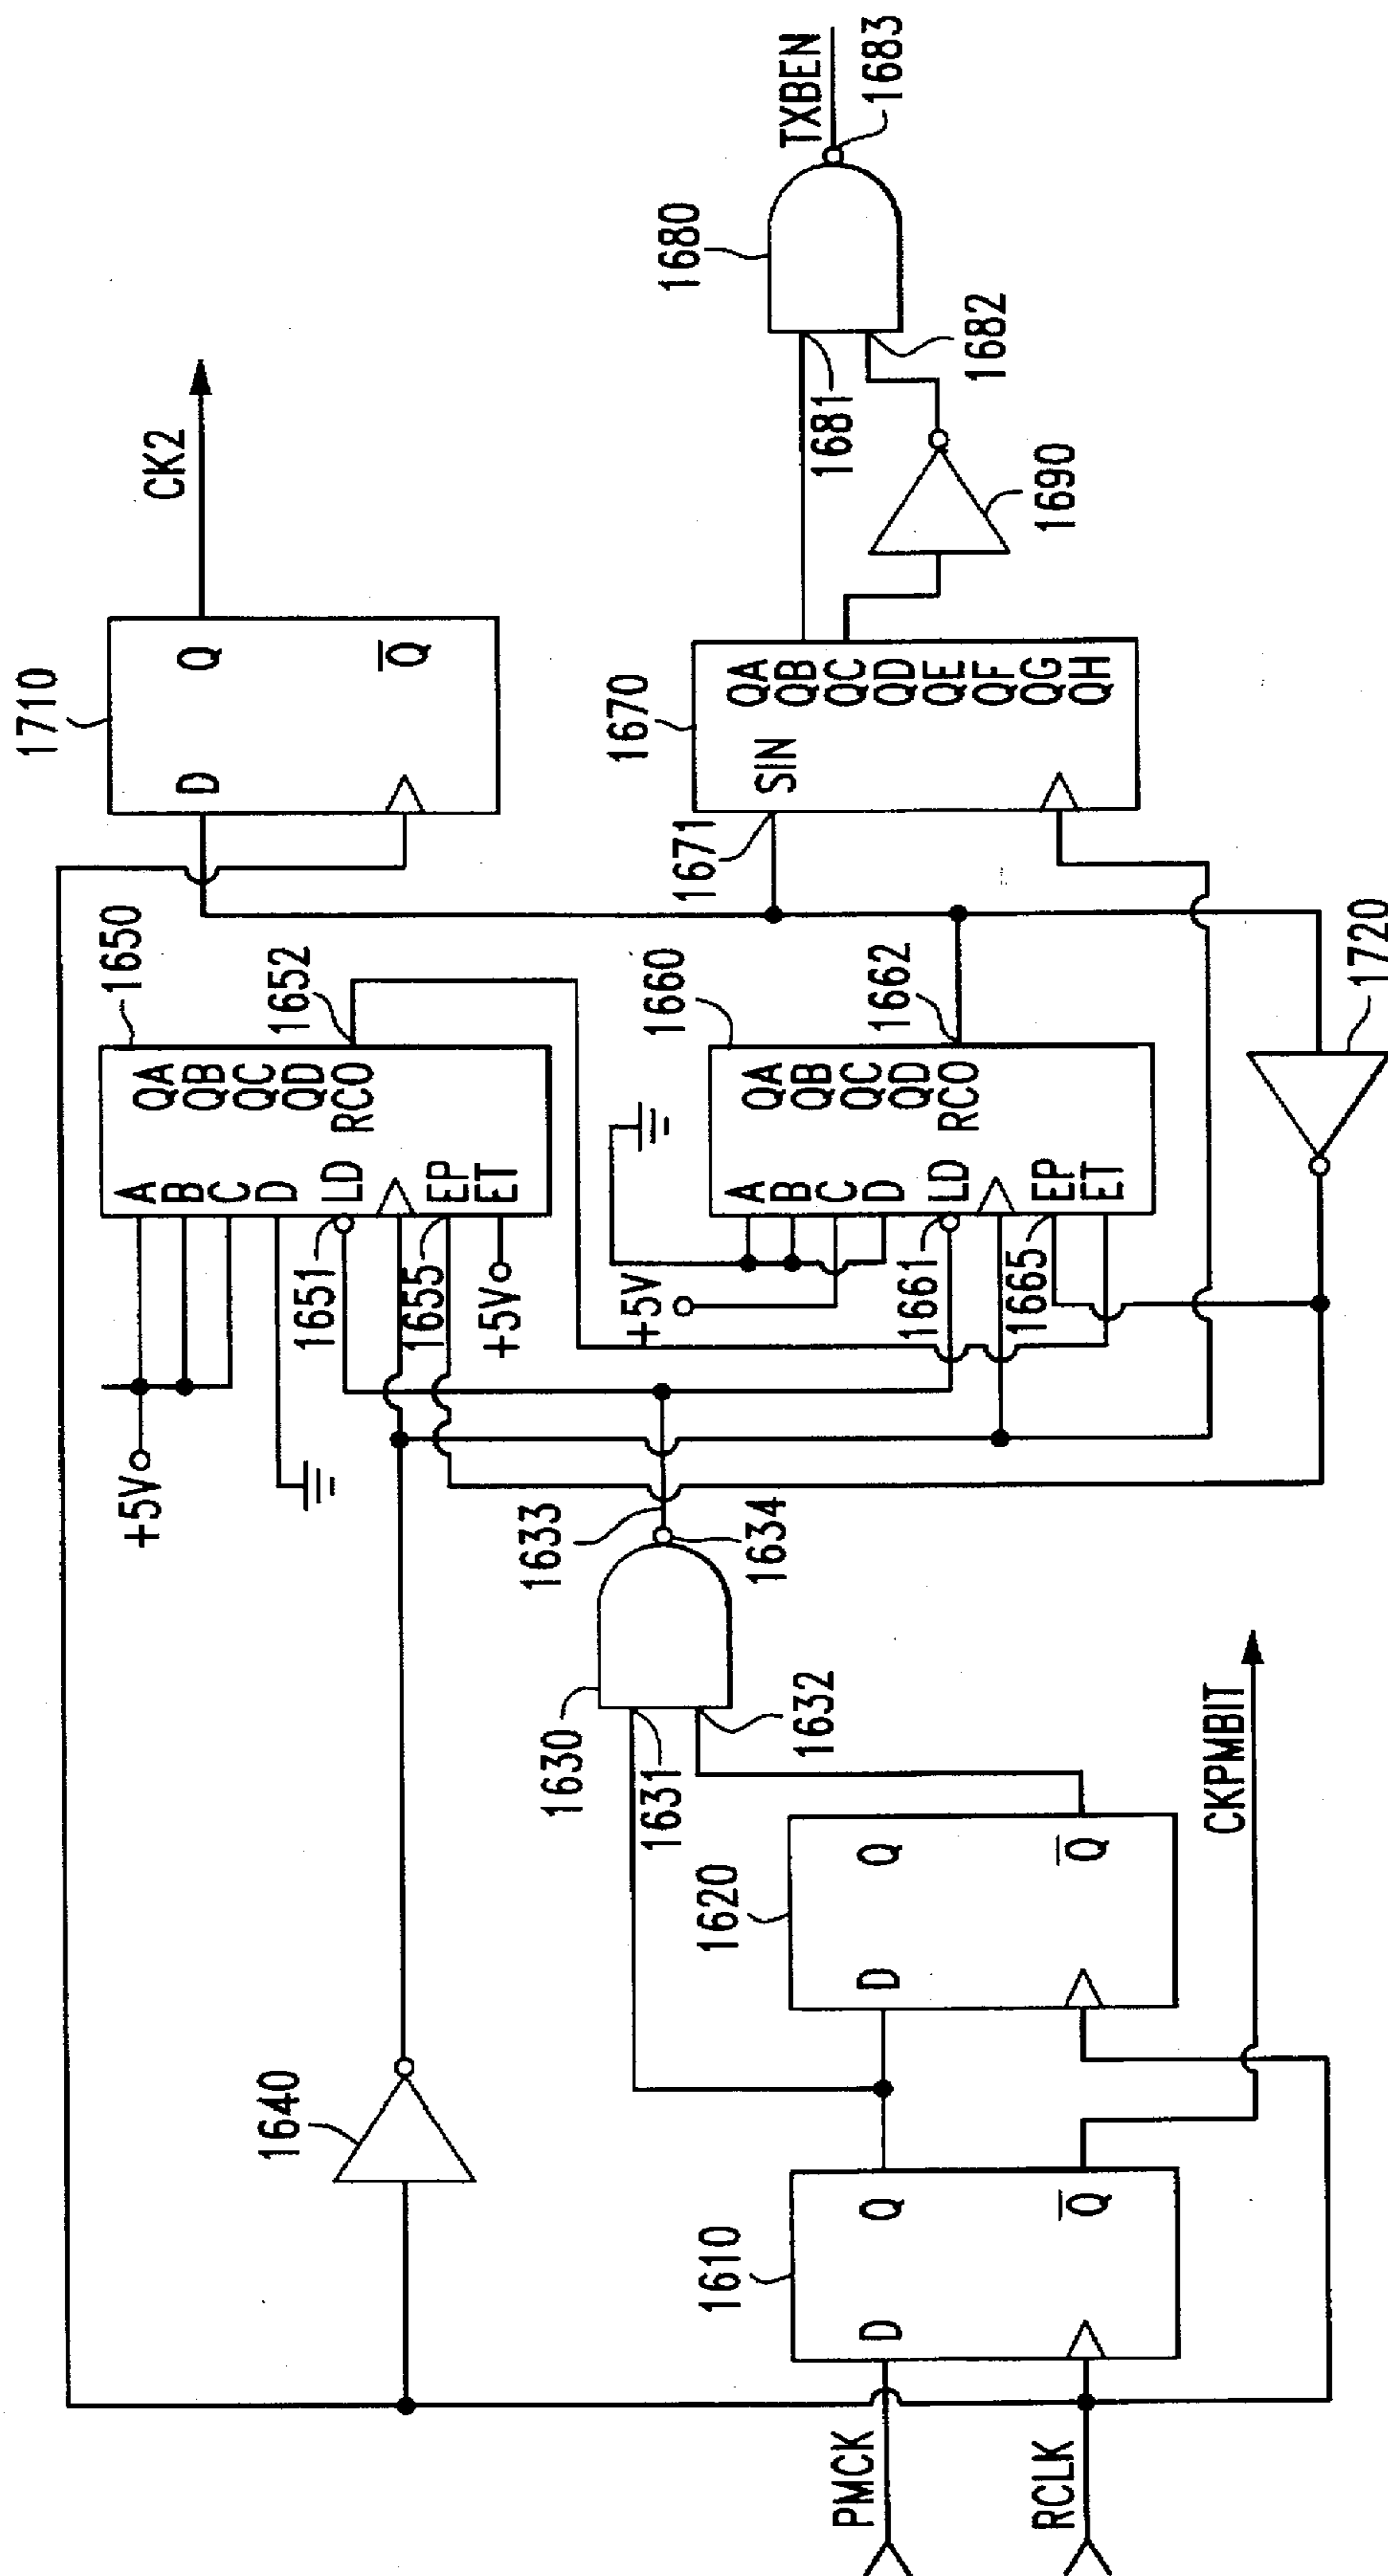 PMCK
RCLK
1610
D
Q
Q̅
1620
D
Q
Q̅
CKPMBIT
1640
1630
1631
1632
1633
1634
+5V
1650
A
B
C
D
LD
EP
ET
QA
QB
QC
QD
RCO
1651
1652
1655
+5V
+5V
1660
A
B
C
D
LD
EP
ET
QA
QB
QC
QD
RCO
1661
1662
1665
1720
1710
D
Q
Q̅
CK2
1670
1671
SIN
QA
QB
QC
QD
QE
QF
QG
QH
1690
1680
1681
1682
1683
TXBEN